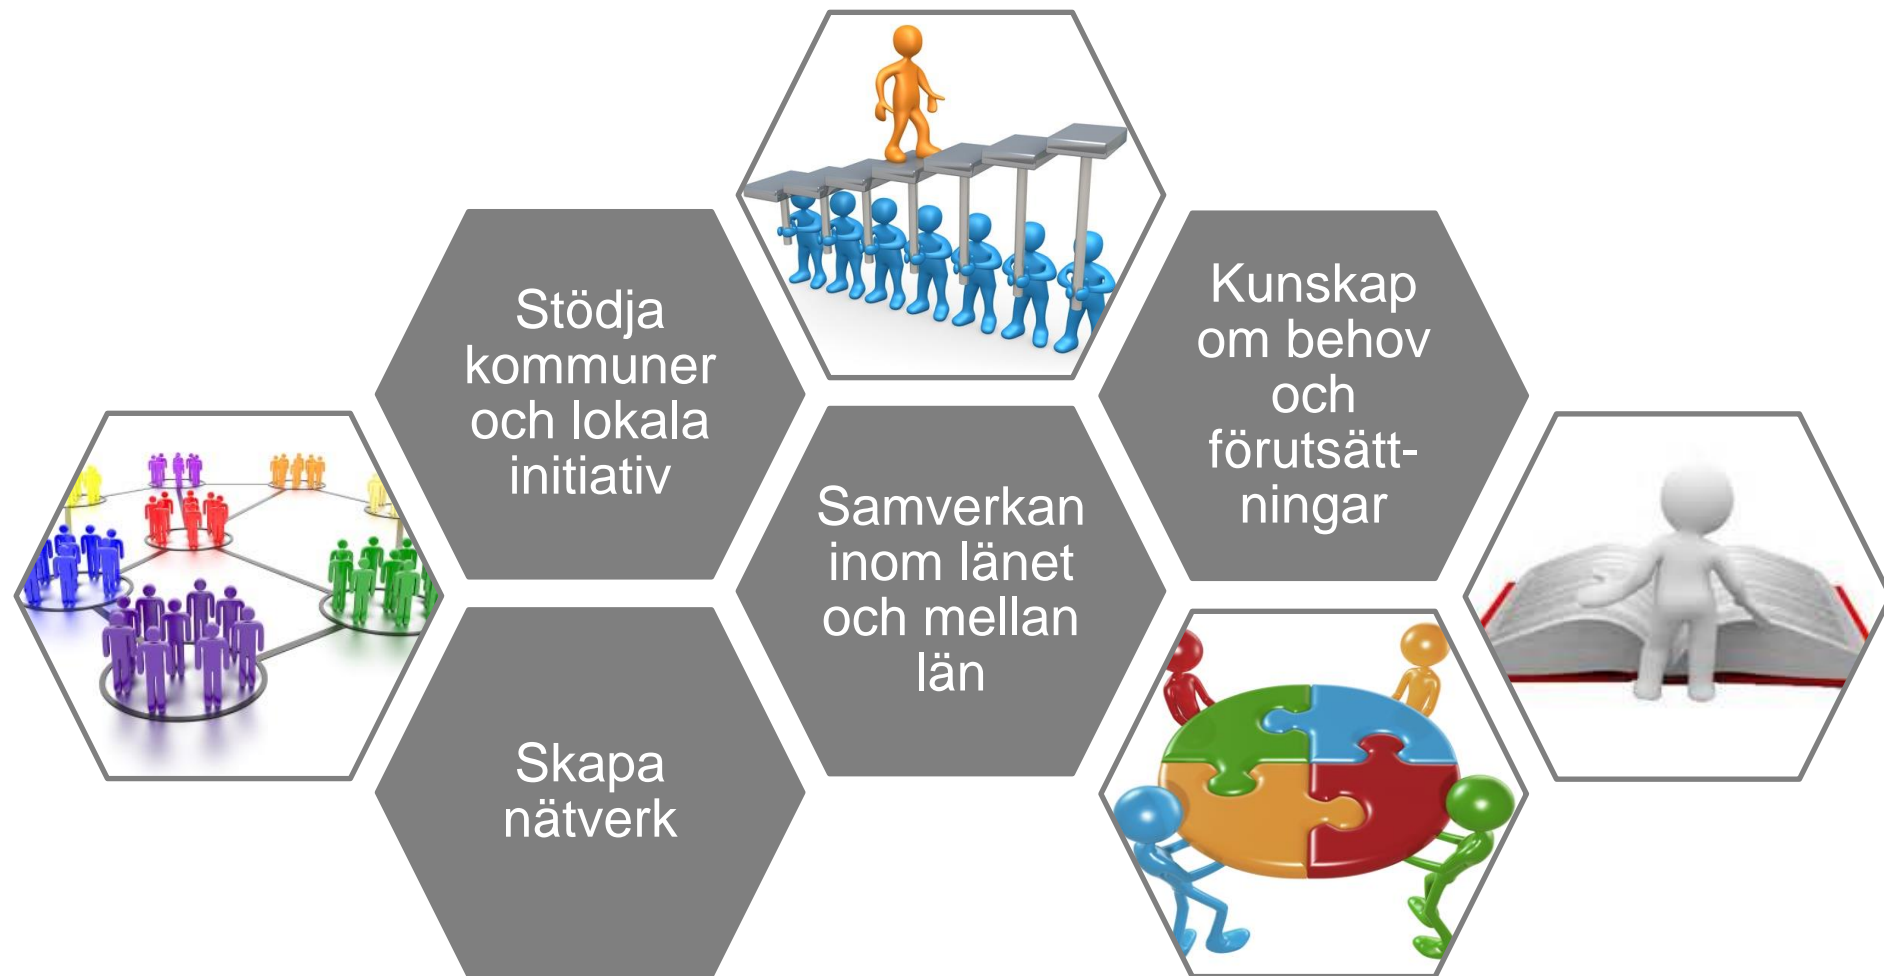 Stödja
kommuner
och lokala
initiativ
Skapa
nätverk
Samverkan
inom länet
och mellan
län
Kunskap
om behov
och
förutsätt-
ningar